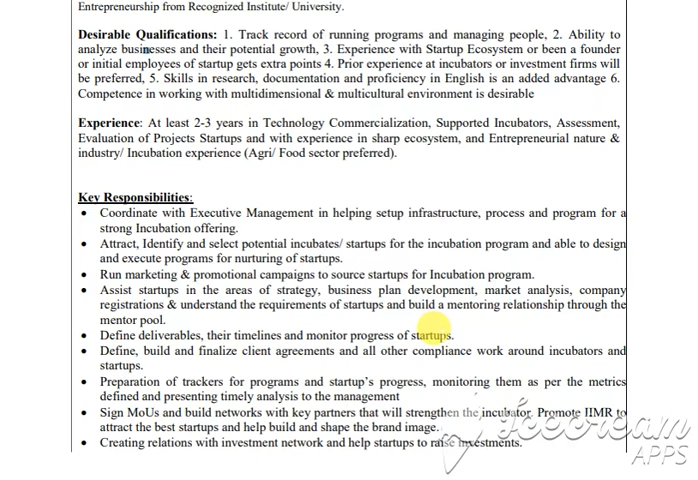 Entrepreneurship from Recognized Institute/ University.
Desirable Qualifications: 1. Track record of running programs and managing people, 2. Ability to
analyze businesses and their potential growth, 3. Experience with Startup Ecosystem or been a founder
or initial employees of startup gets extra points 4. Prior experience at incubators or investment firms will
be preferred, 5. Skills in research, documentation and proficiency in English is an added advantage 6.
Competence in working with multidimensional & multicultural environment is desirable
Experience: At least 2-3 years in Technology Commercialization, Supported Incubators, Assessment,
Evaluation of Projects Startups and with experience in sharp ecosystem, and Entrepreneurial nature &
industry/ Incubation experience (Agri/ Food sector preferred).
Key Responsibilities:
• Coordinate with Executive Management in helping setup infrastructure, process and program for a
strong Incubation offering.
• Attract, Identify and select potential incubates/ startups for the incubation program and able to design
and execute programs for nurturing of startups.
• Run marketing & promotional campaigns to source startups for Incubation program.
• Assist startups in the areas of strategy, business plan development, market analysis, company
registrations & understand the requirements of startups and build a mentoring relationship through the
mentor pool.
• Define deliverables, their timelines and monitor progress of startups.
• Define, build and finalize client agreements and all other compliance work around incubators and
startups.
• Preparation of trackers for programs and startup's progress, monitoring them as per the metrics
defined and presenting timely analysis to the management
• Sign MoUs and build networks with key partners that will strengthen the incubator. Promote IIMR to
attract the best startups and help build and shape the brand image.
• Creating relations with investment network and help startups to raise investments.
Icecream
APPS